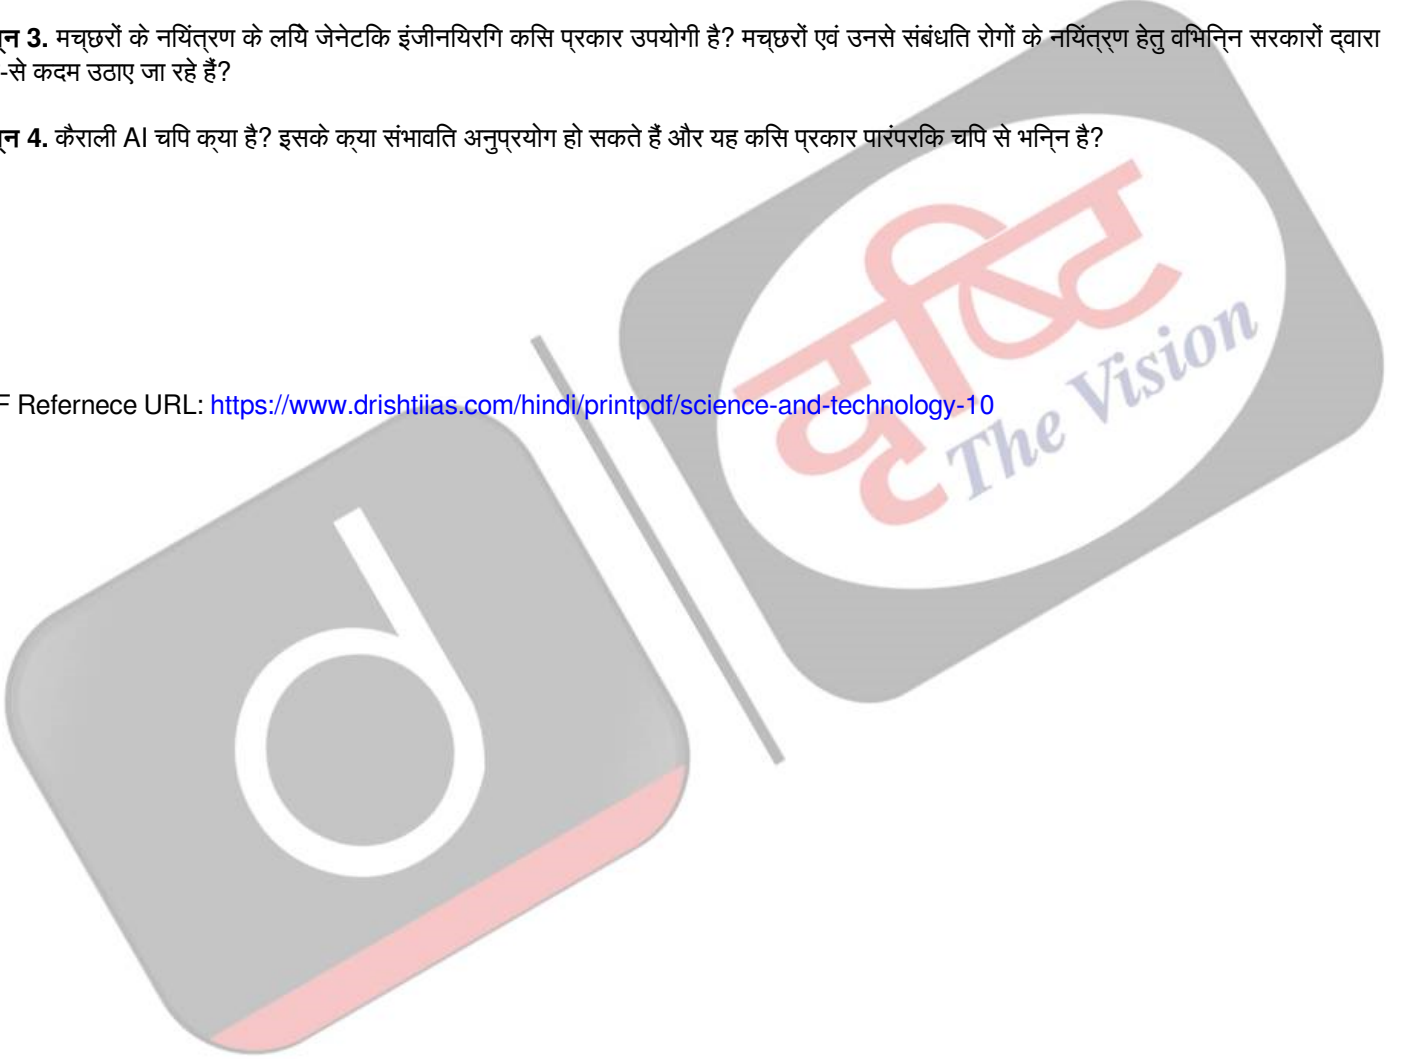 न 3. मच्छरों के नियंत्रण के लिये जेनेटिक इंजीनियरिंग किस प्रकार उपयोगी है? मच्छरों एवं उनसे संबंधित रोगों के नियंत्रण हेतु विभिन्न सरकारों द्वारा
-से कदम उठाए जा रहे हैं?
न 4. कैराली AI चिप क्या है? इसके क्या संभावित अनुप्रयोग हो सकते हैं और यह किस प्रकार पारंपरिक चिप से भिन्न है?
दृष्टि
The Vision
F Refernece URL: https://www.drishtiias.com/hindi/printpdf/science-and-technology-10
d